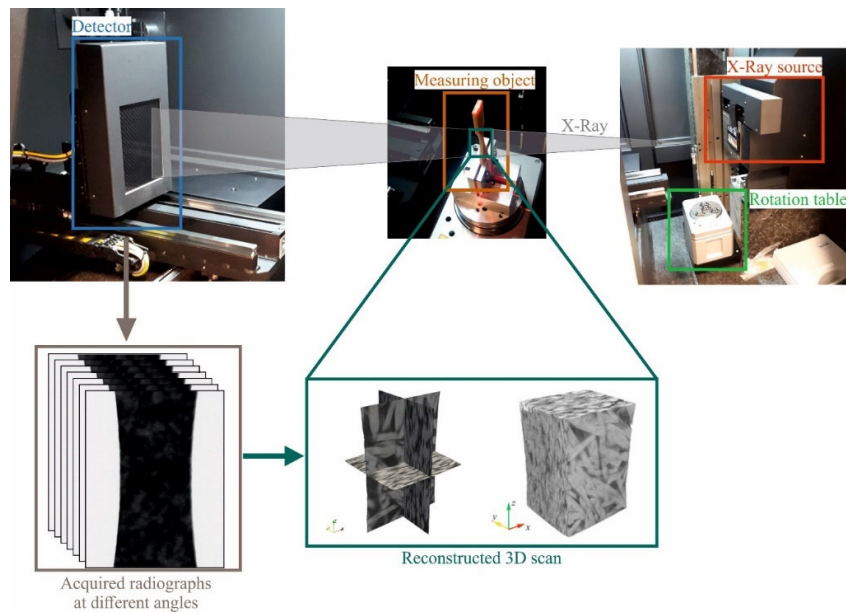 Detector
Measuring object
X-Ray source
X-Ray
Rotation table
z
y
x
Reconstructed 3D scan
Acquired radiographs
at different angles